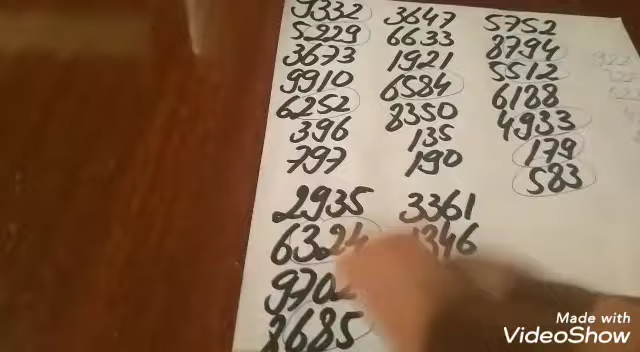 9332 3647 5752
5229 6633 8794
3673 1921 5512
9910 6584 6188
6252 8350 4933
396 135 179
797 190 583
2935 3361
6324
8685
Made with
VideoShow